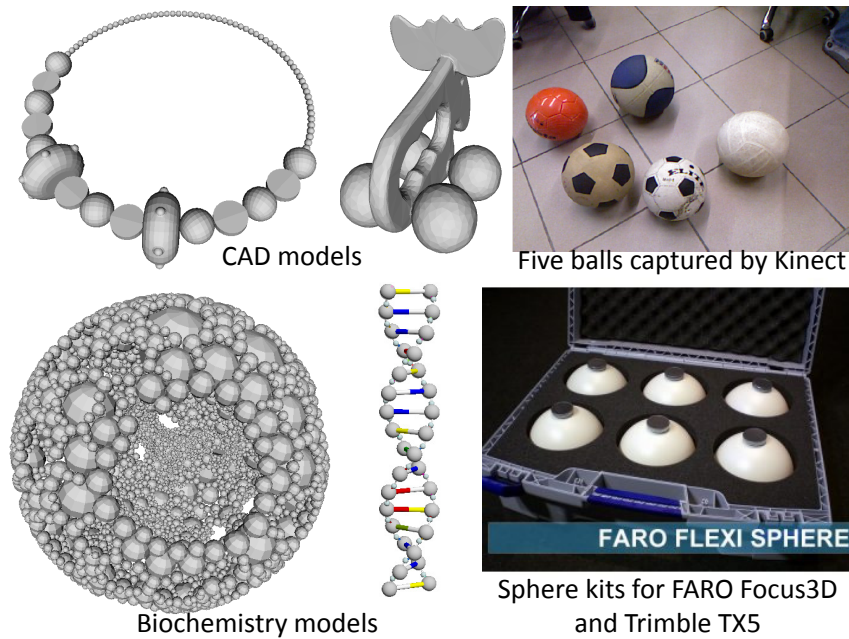 CAD models
Five balls captured by Kinect
Biochemistry models
FARO FLEXI SPHERE
Sphere kits for FARO Focus3D
and Trimble TX5